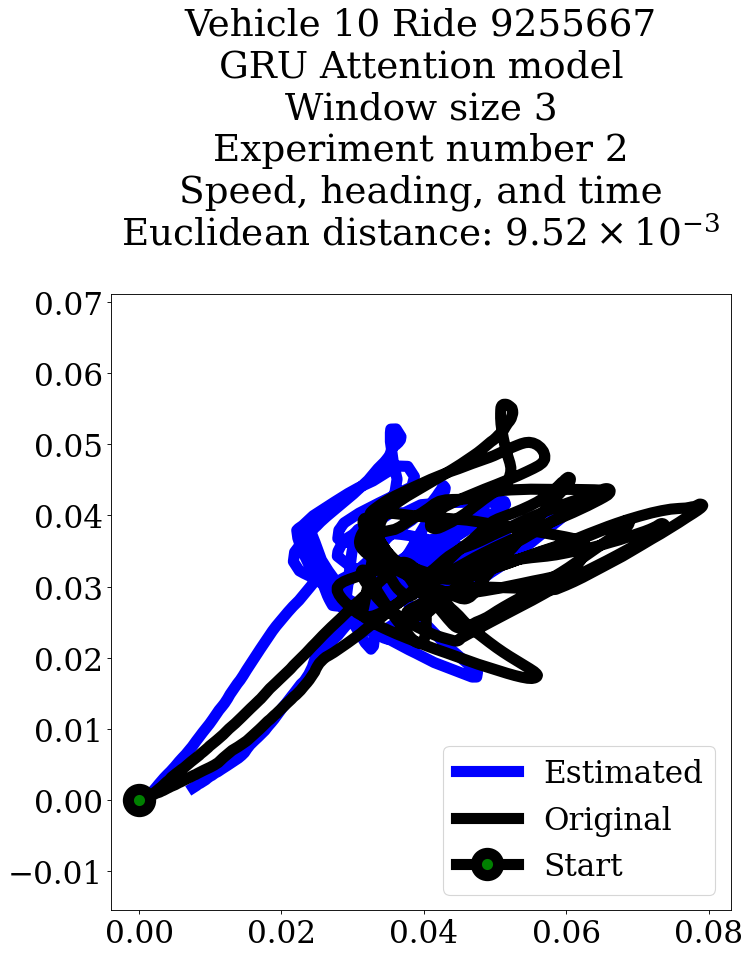 Vehicle 10 Ride 9255667
GRU Attention model
Window size 3
Experiment number 2
Speed, heading, and time
Euclidean distance: 9.52 × 10⁻³
0.07
0.06
0.05
0.04
0.03
0.02
0.01
0.00
−0.01
Estimated
Original
Start
0.00 0.02 0.04 0.06 0.08